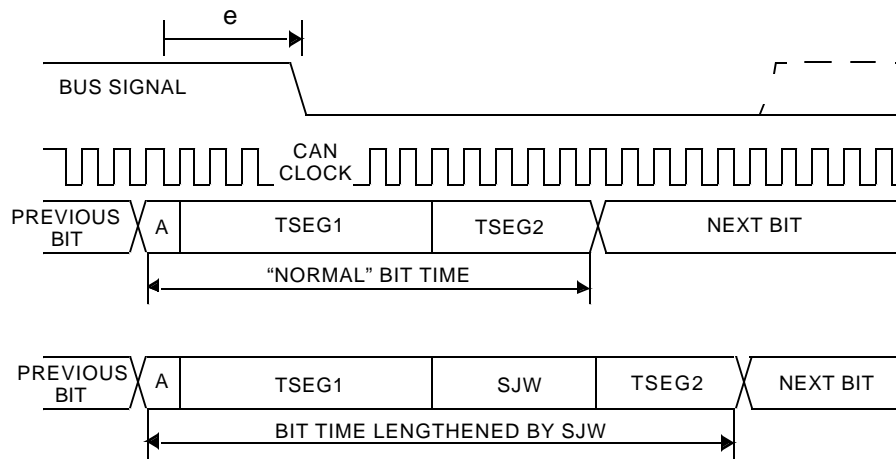 e
BUS SIGNAL
CAN
CLOCK
PREVIOUS
BIT
A
TSEG1
TSEG2
NEXT BIT
“NORMAL” BIT TIME
PREVIOUS
BIT
A
TSEG1
SJW
TSEG2
NEXT BIT
BIT TIME LENGTHENED BY SJW